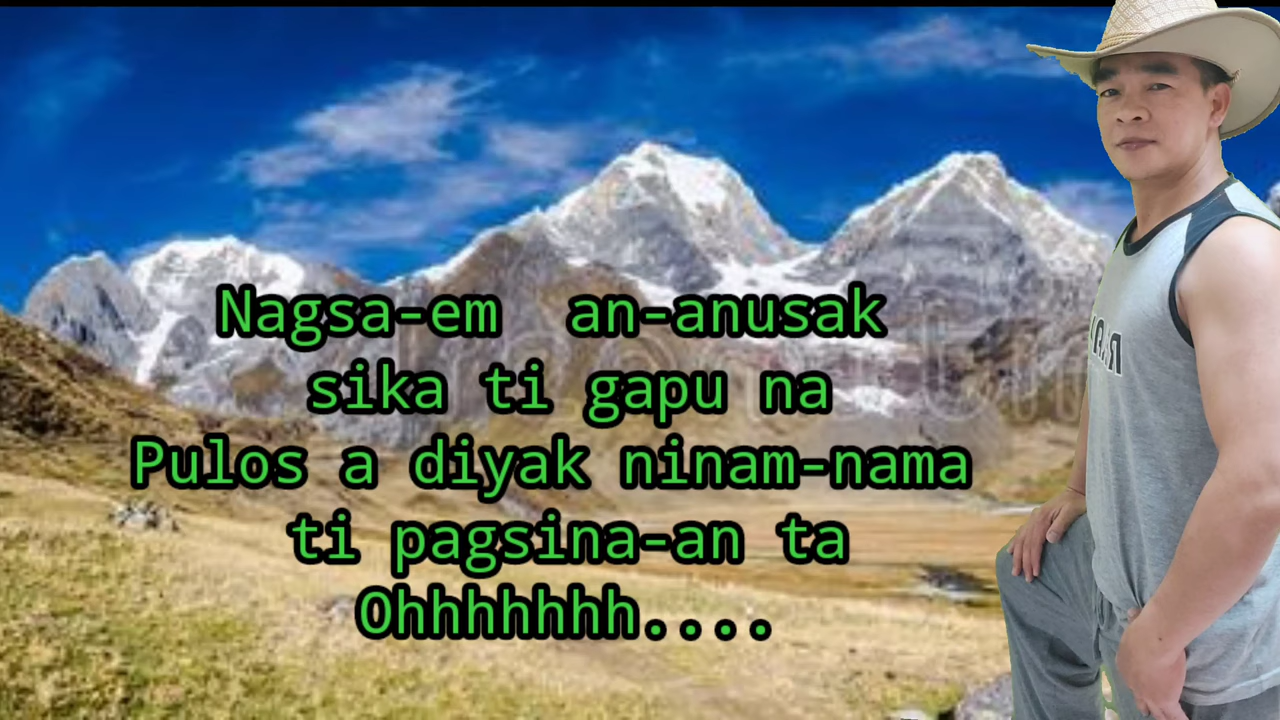 Nagsa-em an-anusak
sika ti gapu na
Pulos a diyak ninam-nama
ti pagsina-an ta
Ohhhhhhh....